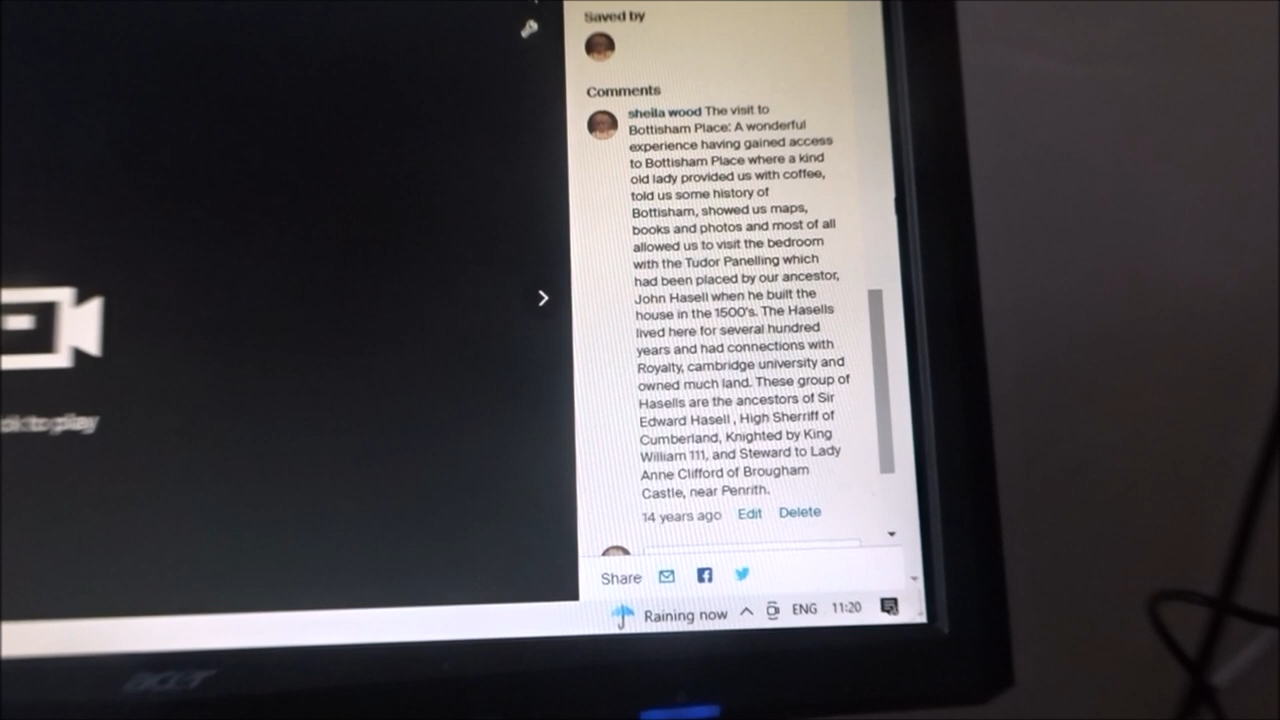 Saved by
Comments
sheila wood The visit to
Bottisham Place: A wonderful
experience having gained access
to Bottisham Place where a kind
old lady provided us with coffee,
told us some history of
Bottisham, showed us maps,
books and photos and most of all
allowed us to visit the bedroom
with the Tudor Panelling which
had been placed by our ancestor,
John Hasell when he built the
house in the 1500's. The Hasells
lived here for several hundred
years and had connections with
Royalty, cambridge university and
owned much land. These group of
Hasells are the ancestors of Sir
Edward Hasell , High Sherriff of
Cumberland, Knighted by King
William 111, and Steward to Lady
Anne Clifford of Brougham
Castle, near Penrith.
14 years ago Edit Delete
to play
Share
Raining now ENG 11:20
acer